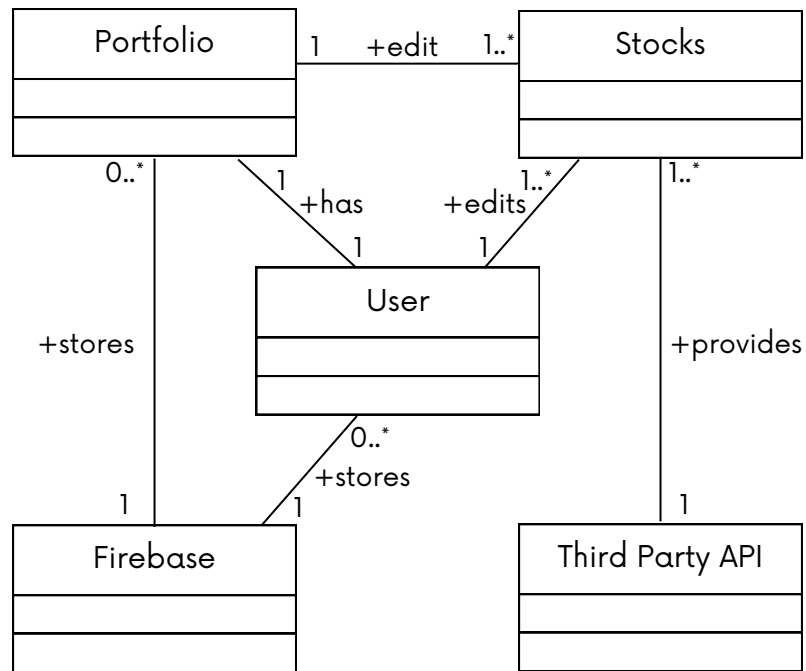 Portfolio
1 +edit 1..*
Stocks
0..*
1
+has
1
1..*
+edits
1
1..*
User
+stores
+provides
0..*
+stores
1
1
1
Firebase
Third Party API